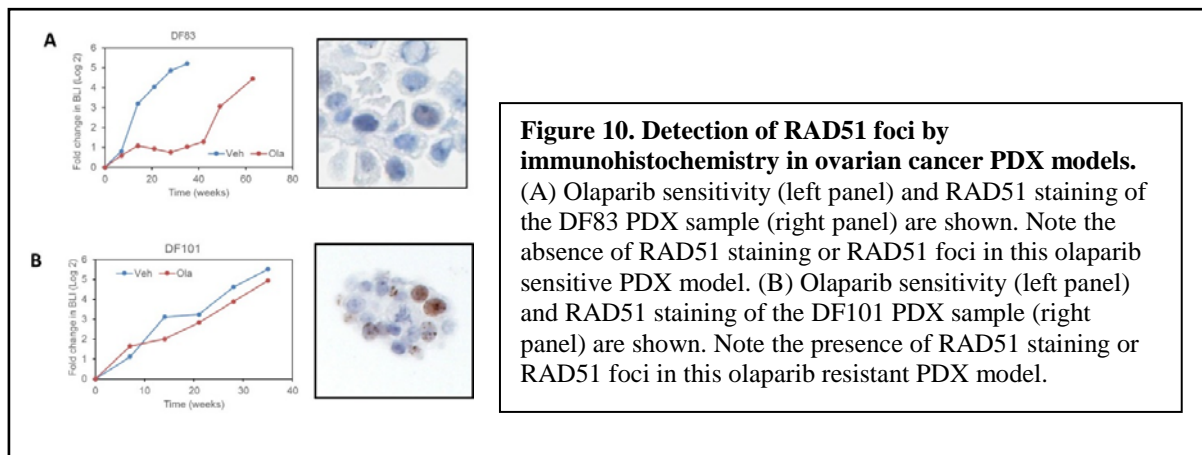 A
DF83
Fold change in BLI (Log 2)
6
5
4
3
2
1
0
Veh
Ola
0 20 40 60 80
Time (weeks)
B
DF101
Fold change in BLI (Log 2)
6
5
4
3
2
1
0
Veh
Ola
0 10 20 30 40
Time (weeks)
Figure 10. Detection of RAD51 foci by
immunohistochemistry in ovarian cancer PDX models.
(A) Olaparib sensitivity (left panel) and RAD51 staining of
the DF83 PDX sample (right panel) are shown. Note the
absence of RAD51 staining or RAD51 foci in this olaparib
sensitive PDX model. (B) Olaparib sensitivity (left panel)
and RAD51 staining of the DF101 PDX sample (right
panel) are shown. Note the presence of RAD51 staining or
RAD51 foci in this olaparib resistant PDX model.